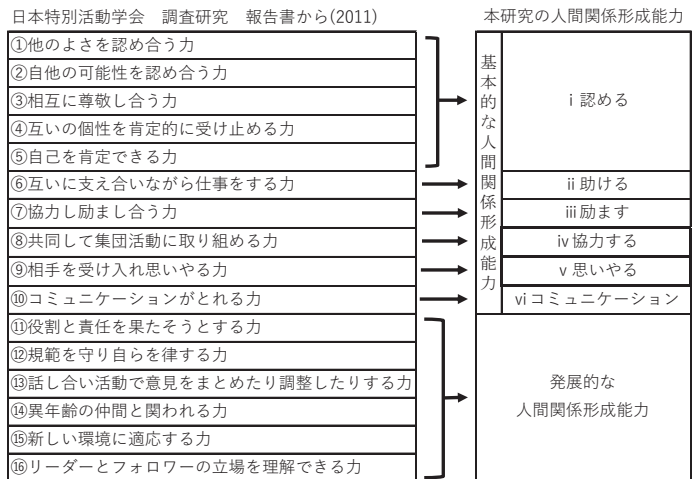 日本特別活動学会　調査研究　報告書から(2011)
本研究の人間関係形成能力
①他のよさを認め合う力
②自他の可能性を認め合う力
③相互に尊敬し合う力
④互いの個性を肯定的に受け止める力
⑤自己を肯定できる力
⑥互いに支え合いながら仕事をする力
⑦協力し励まし合う力
⑧共同して集団活動に取り組める力
⑨相手を受け入れ思いやる力
⑩コミュニケーションがとれる力
⑪役割と責任を果たそうとする力
⑫規範を守り自らを律する力
⑬話し合い活動で意見をまとめたり調整したりする力
⑭異年齢の仲間と関われる力
⑮新しい環境に適応する力
⑯リーダーとフォロワーの立場を理解できる力
基本的な人間関係形成能力
ⅰ認める
ⅱ助ける
ⅲ励ます
ⅳ協力する
ⅴ思いやる
ⅵコミュニケーション
発展的な
人間関係形成能力